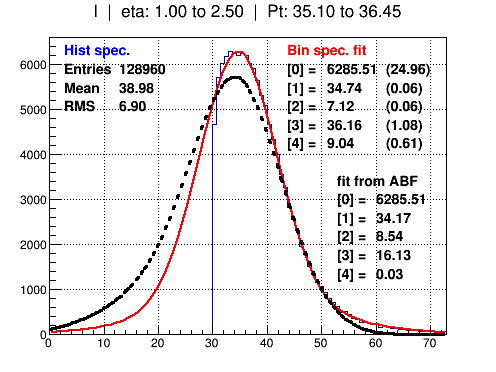 I | eta: 1.00 to 2.50 | Pt: 35.10 to 36.45
Hist spec.
Entries 128960
Mean 38.98
RMS 6.90
Bin spec. fit
[0] = 6285.51 (24.96)
[1] = 34.74 (0.06)
[2] = 7.12 (0.06)
[3] = 36.16 (1.08)
[4] = 9.04 (0.61)
fit from ABF
[0] = 6285.51
[1] = 34.17
[2] = 8.54
[3] = 16.13
[4] = 0.03
6000
5000
4000
3000
2000
1000
0
0 10 20 30 40 50 60 70